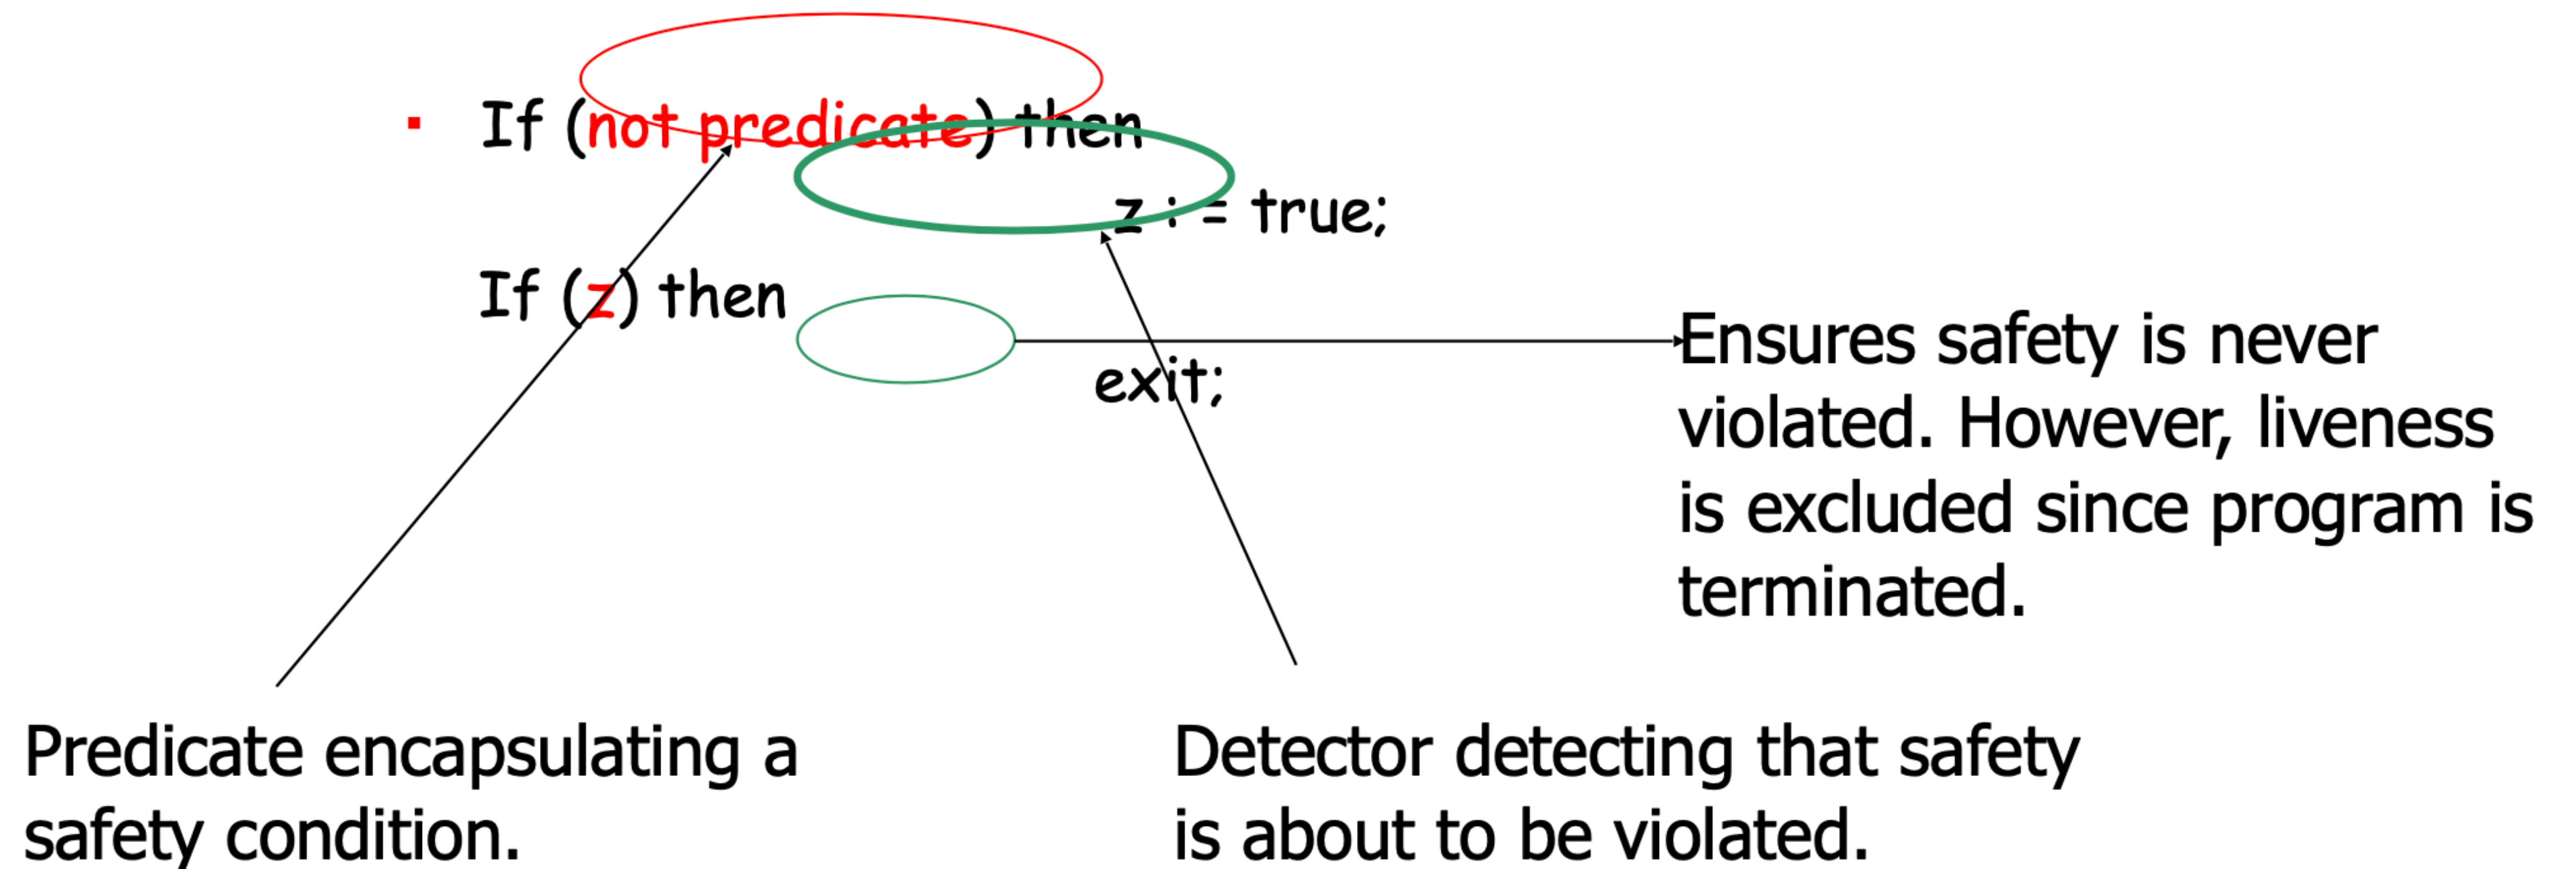 ▪ If (not predicate) then
z : = true;
If (z) then
exit;
Ensures safety is never
violated. However, liveness
is excluded since program is
terminated.
Predicate encapsulating a
safety condition.
Detector detecting that safety
is about to be violated.